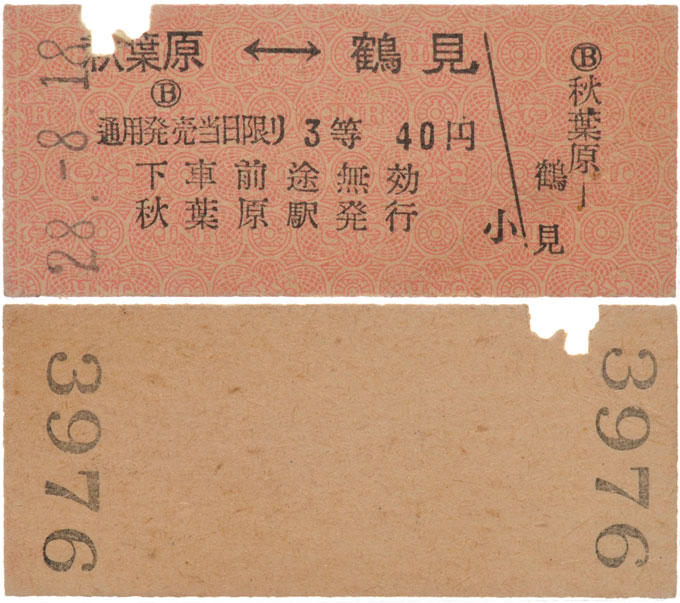 28.-8.18
秋葉原 ↔ 鶴見
Ⓑ
通用発売当日限り 3等 40円
下車前途無効
秋葉原駅発行
小
Ⓑ秋葉原ー
鶴見
3976
3976